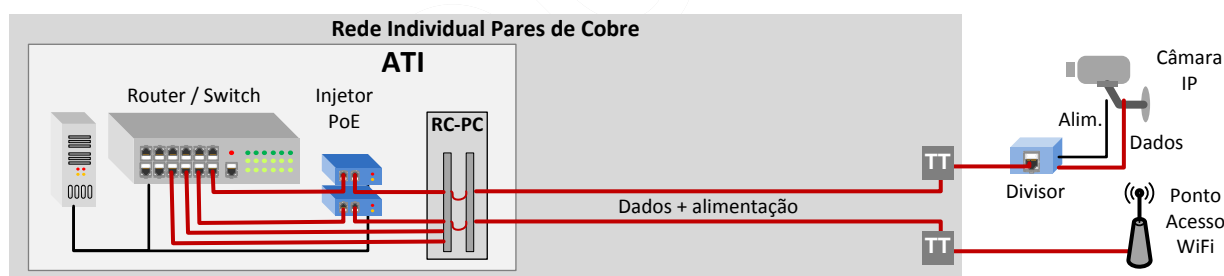 Rede Individual Pares de Cobre
ATI
Router / Switch
Injetor
PoE
RC-PC
TT
Dados + alimentação
TT
Câmara
IP
Alim.
Dados
Divisor
Ponto
Acesso
WiFi